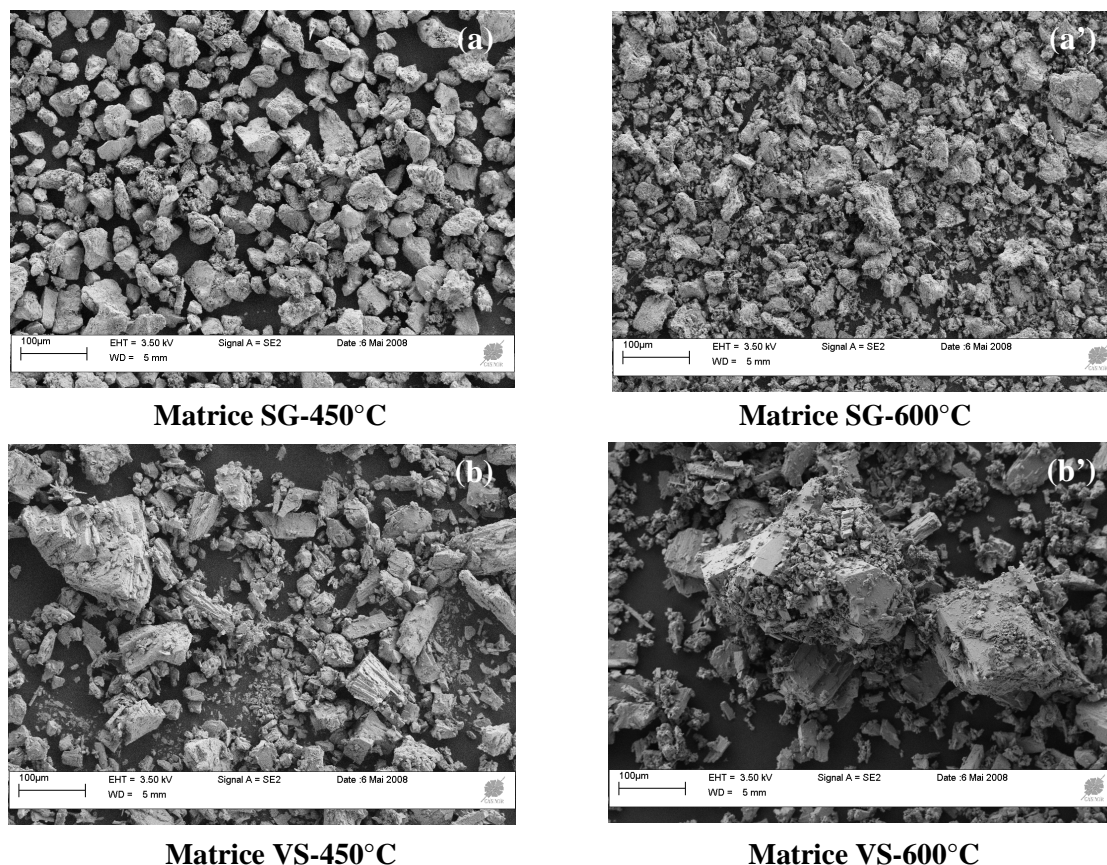 (a)
100µm EHT = 3.50 kV Signal A = SE2 Date :6 Mai 2008
WD = 5 mm
Matrice SG-450°C
(a’)
100µm EHT = 3.50 kV Signal A = SE2 Date :6 Mai 2008
WD = 5 mm
Matrice SG-600°C
(b)
100µm EHT = 3.50 kV Signal A = SE2 Date :6 Mai 2008
WD = 5 mm
Matrice VS-450°C
(b’)
100µm EHT = 3.50 kV Signal A = SE2 Date :6 Mai 2008
WD = 5 mm
Matrice VS-600°C